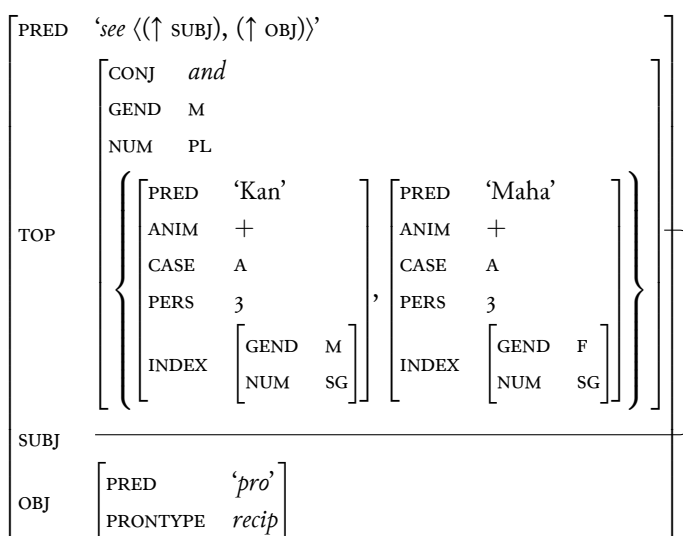 PRED ‘see ⟨(↑ SUBJ), (↑ OBJ)⟩’
CONJ and
GEND M
NUM PL
TOP
PRED ‘Kan’
ANIM +
CASE A
PERS 3
INDEX
GEND M
NUM SG
,
PRED ‘Maha’
ANIM +
CASE A
PERS 3
INDEX
GEND F
NUM SG
SUBJ
OBJ
PRED ‘pro’
PRONTYPE recip